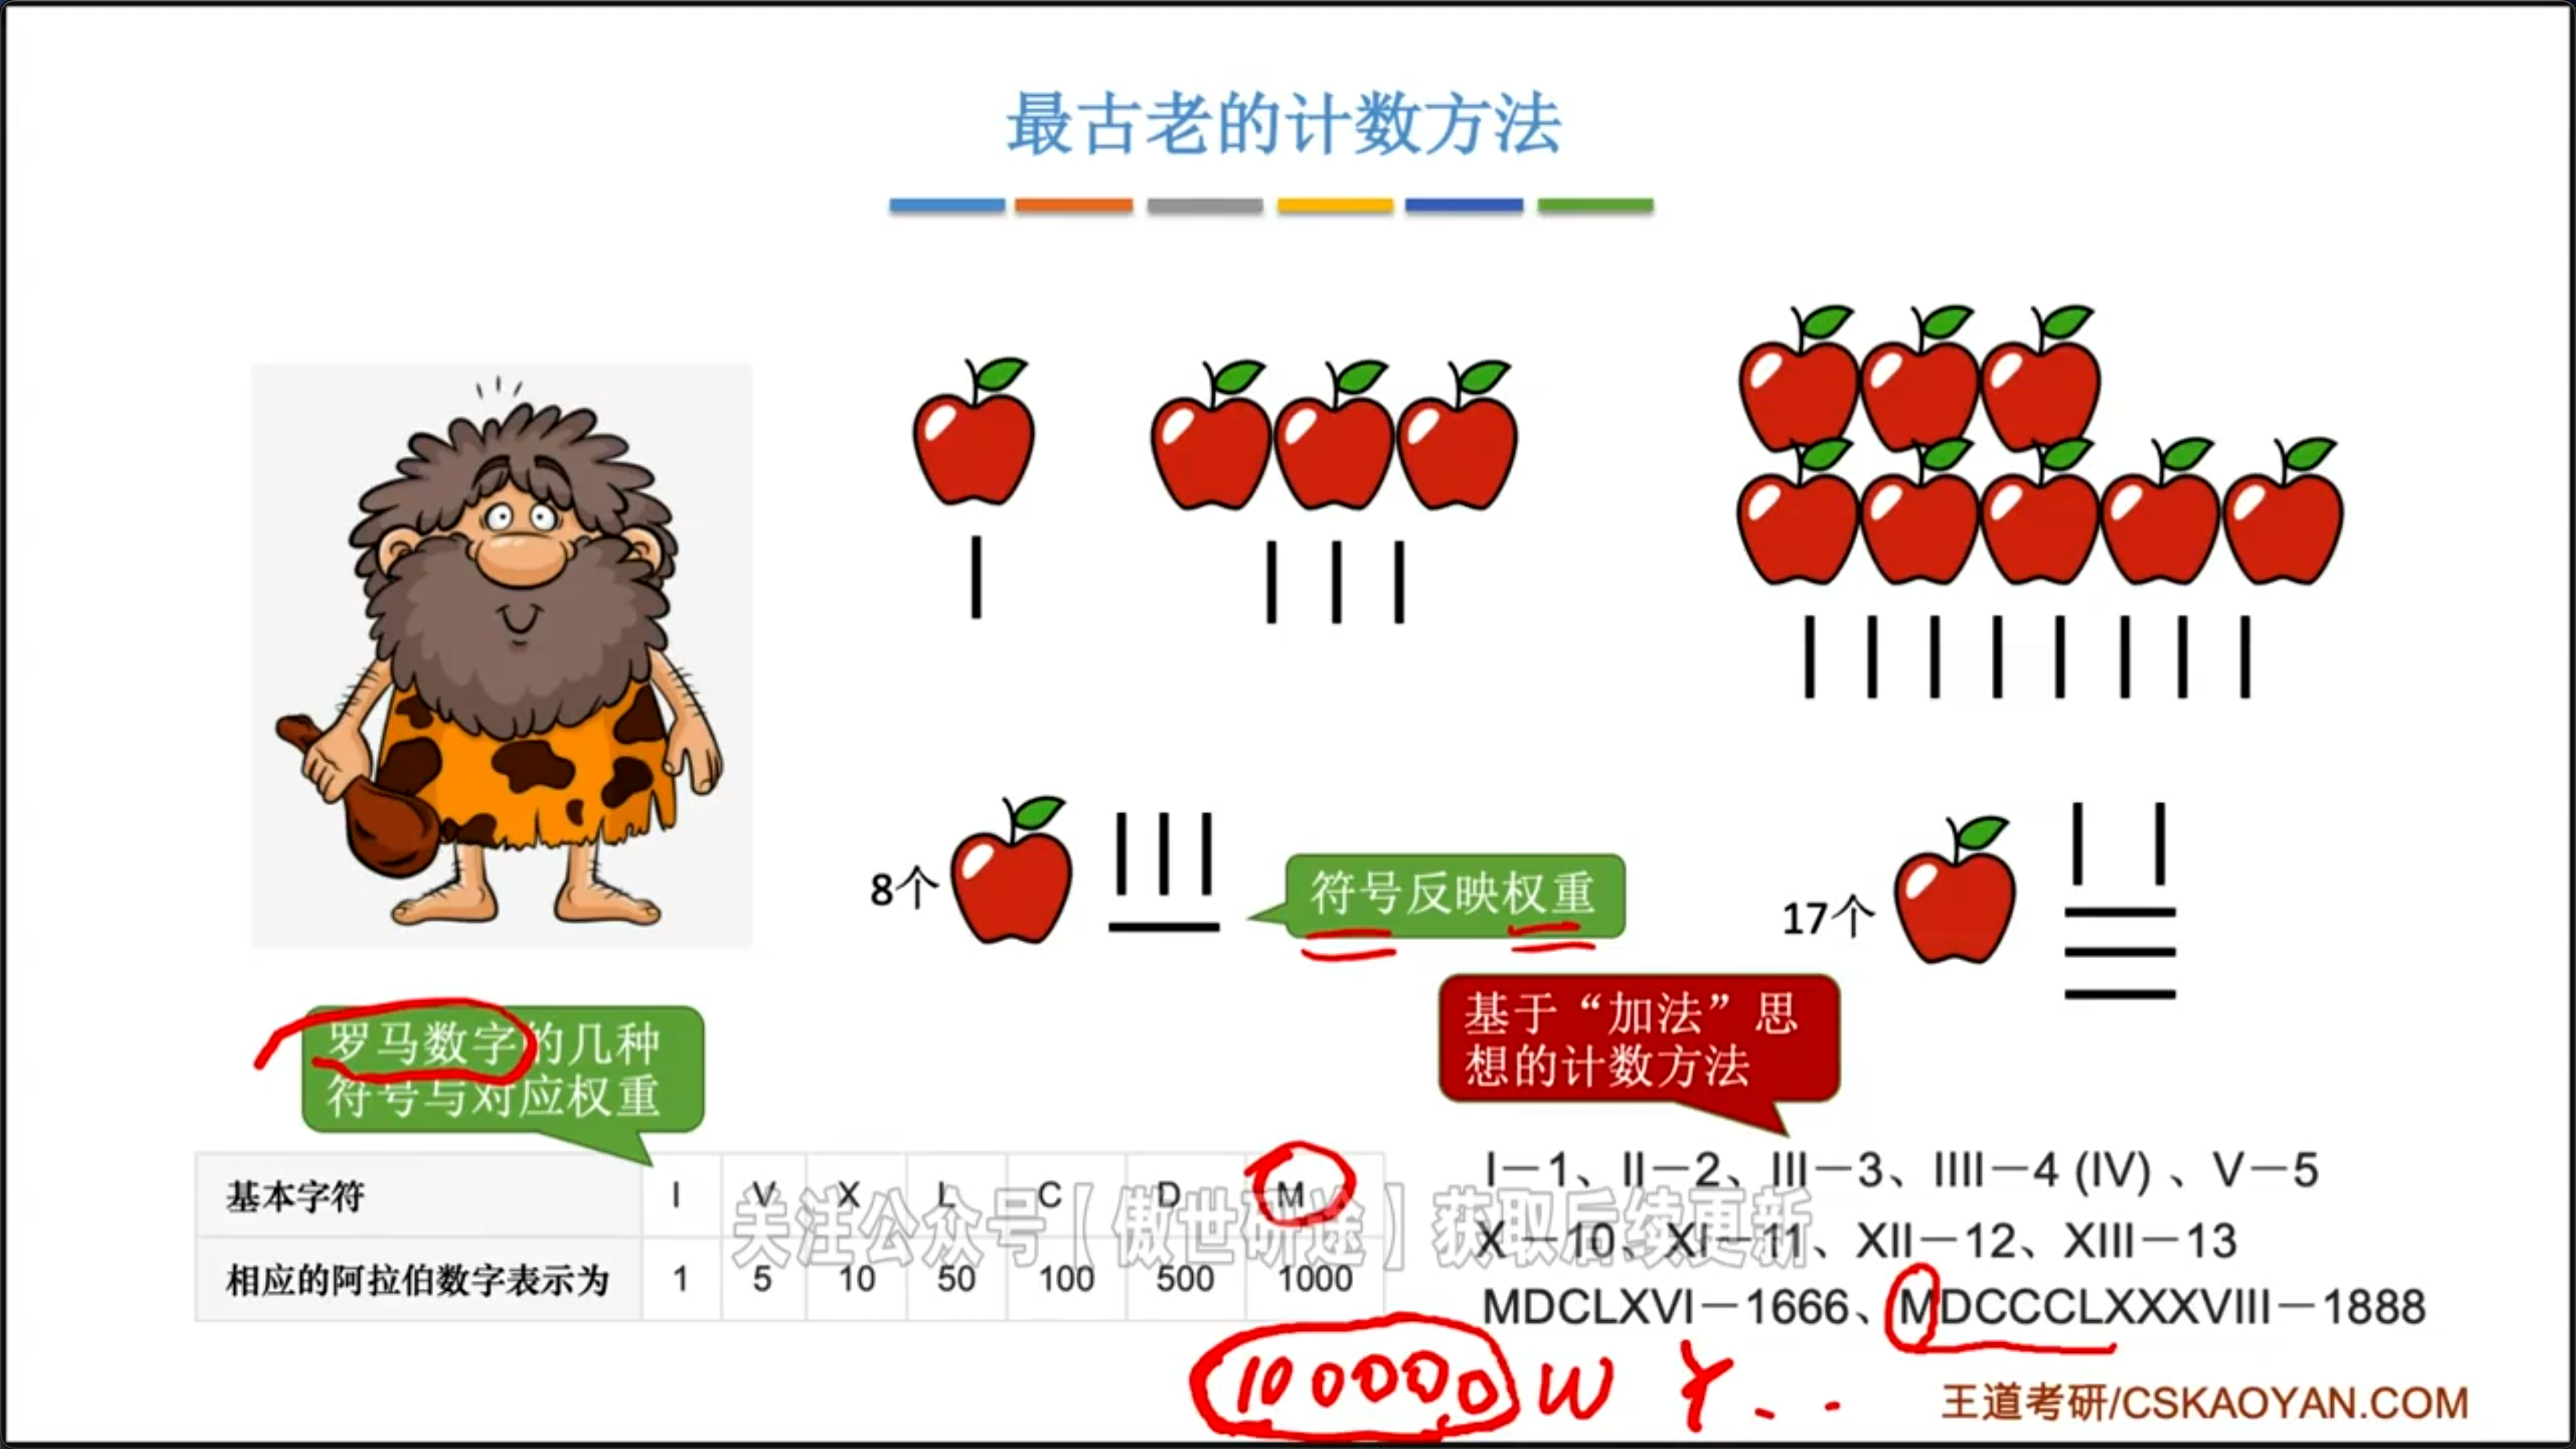 最古老的计数方法
8个
符号反映权重
17个
罗马数字的几种
符号与对应权重
基于“加法”思
想的计数方法
基本字符 I V X L C D M
相应的阿拉伯数字表示为 1 5 10 50 100 500 1000
关注公众号【傲世研途】获取后续更新
I－1、II－2、III－3、IIII－4 (IV) 、V－5
X－10、XI－11、XII－12、XIII－13
MDCLXVI－1666、MDCCCLXXXVIII－1888
100000 W Y . .
王道考研/CSKAOYAN.COM